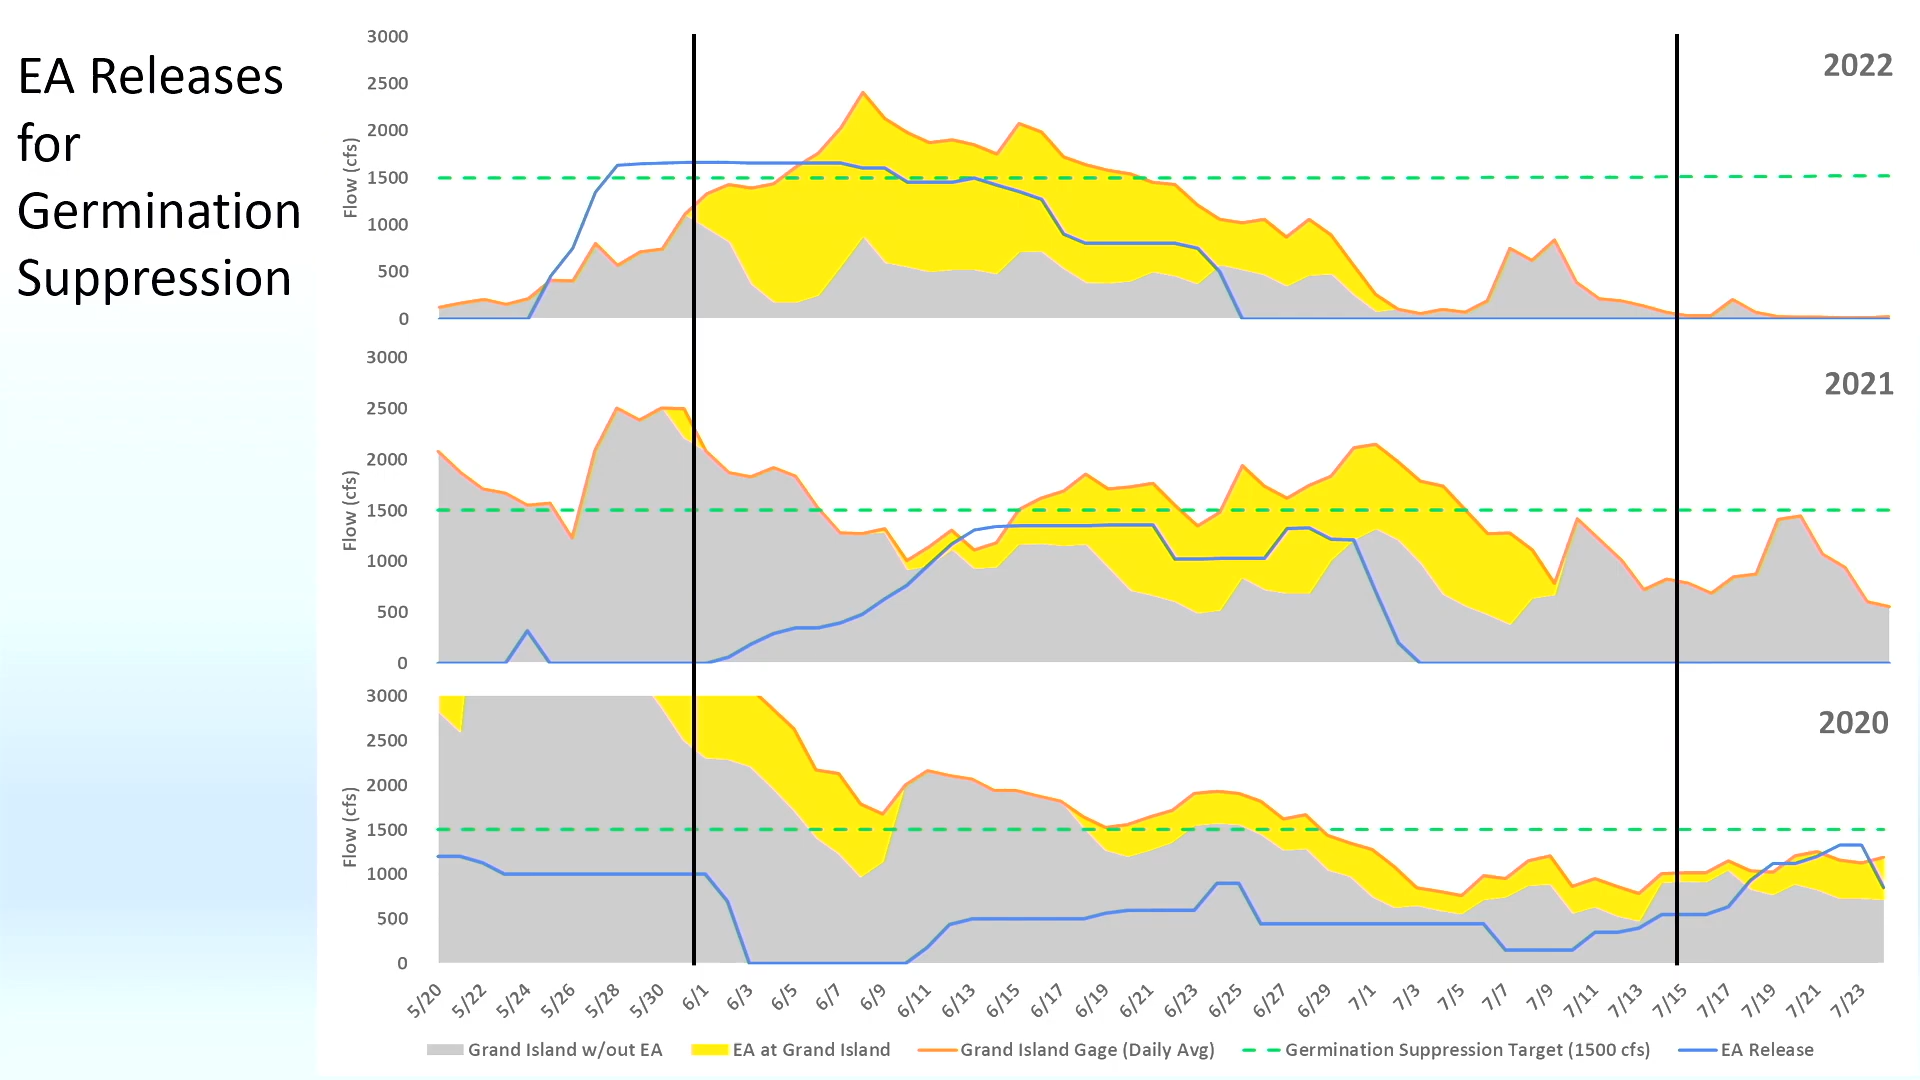 EA Releases
for
Germination
Suppression
2022
Flow (cfs)
3000
2500
2000
1500
1000
500
0
2021
Flow (cfs)
3000
2500
2000
1500
1000
500
0
2020
Flow (cfs)
3000
2500
2000
1500
1000
500
0
5/20 5/22 5/24 5/26 5/28 5/30 6/1 6/3 6/5 6/7 6/9 6/11 6/13 6/15 6/17 6/19 6/21 6/23 6/25 6/27 6/29 7/1 7/3 7/5 7/7 7/9 7/11 7/13 7/15 7/17 7/19 7/21 7/23
Grand Island w/out EA EA at Grand Island Grand Island Gage (Daily Avg) Germination Suppression Target (1500 cfs) EA Release